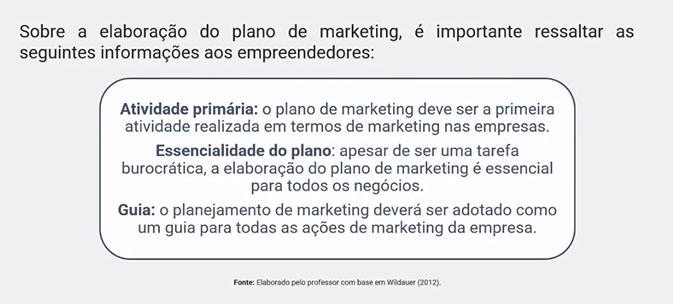 Sobre a elaboração do plano de marketing, é importante ressaltar as
seguintes informações aos empreendedores:
Atividade primária: o plano de marketing deve ser a primeira
atividade realizada em termos de marketing nas empresas.
Essencialidade do plano: apesar de ser uma tarefa
burocrática, a elaboração do plano de marketing é essencial
para todos os negócios.
Guia: o planejamento de marketing deverá ser adotado como
um guia para todas as ações de marketing da empresa.
Fonte: Elaborado pelo professor com base em Wildauer (2012).